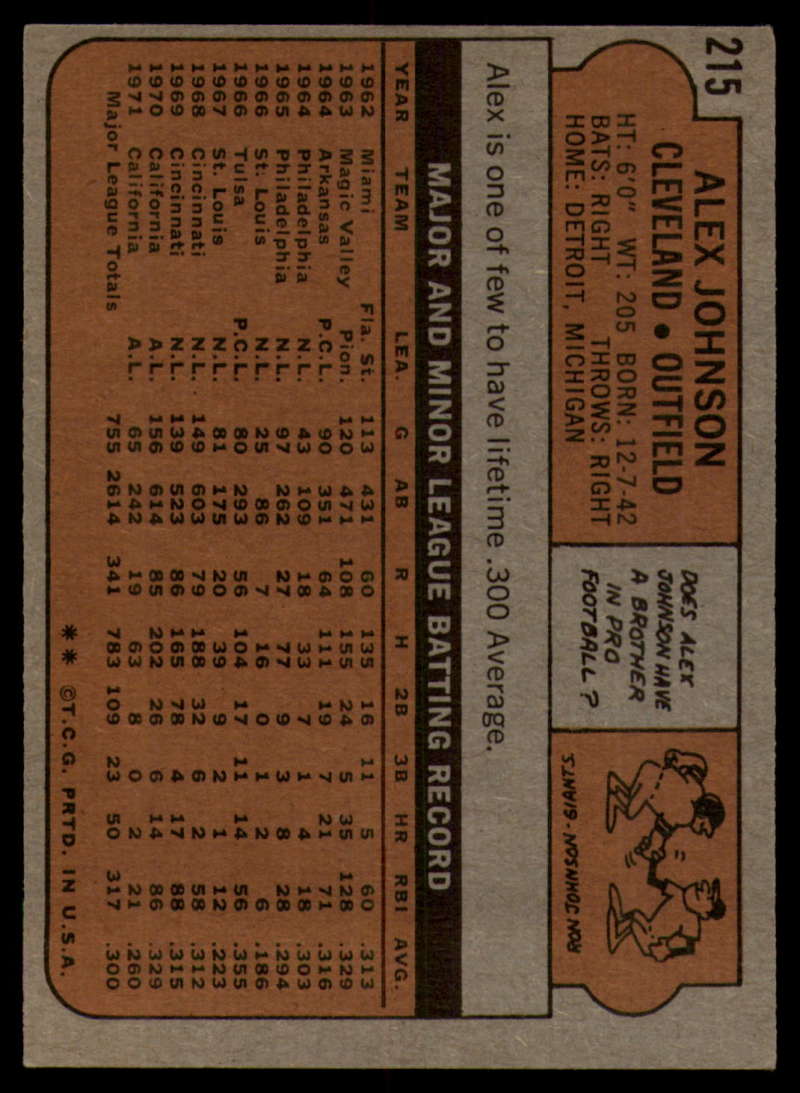 215
ALEX JOHNSON
CLEVELAND • OUTFIELD
HT: 6'0" WT: 205 BORN: 12-7-42
BATS: RIGHT THROWS: RIGHT
HOME: DETROIT, MICHIGAN
DOES ALEX
JOHNSON HAVE
A BROTHER
IN PRO
FOOTBALL?
RON JOHNSON-GIANTS
Alex is one of few to have lifetime .300 Average.
MAJOR AND MINOR LEAGUE BATTING RECORD
YEAR TEAM LEA. G AB R H 2B 3B HR RBI AVG.
1962 Miami Fla. St. 113 431 60 135 16 11 5 60 .313
1963 Magic Valley Pion. 120 471 108 155 24 5 35 128 .329
1964 Arkansas P.C.L. 90 351 64 111 19 7 21 71 .316
1964 Philadelphia N.L. 43 109 18 33 7 1 4 18 .303
1965 Philadelphia N.L. 97 262 27 77 9 3 8 28 .294
1966 St. Louis N.L. 25 86 7 16 0 1 2 6 .186
1966 Tulsa P.C.L. 80 293 56 104 17 11 14 56 .355
1967 St. Louis N.L. 81 175 20 39 9 2 1 12 .223
1968 Cincinnati N.L. 149 603 79 188 32 6 2 58 .312
1969 Cincinnati N.L. 139 523 86 165 78 4 17 88 .315
1970 California A.L. 156 614 85 202 26 6 14 86 .329
1971 California A.L. 65 242 19 63 8 0 2 21 .260
Major League Totals 755 2614 341 783 109 23 50 317 .300
** ©T.C.G. PRTD. IN U.S.A.